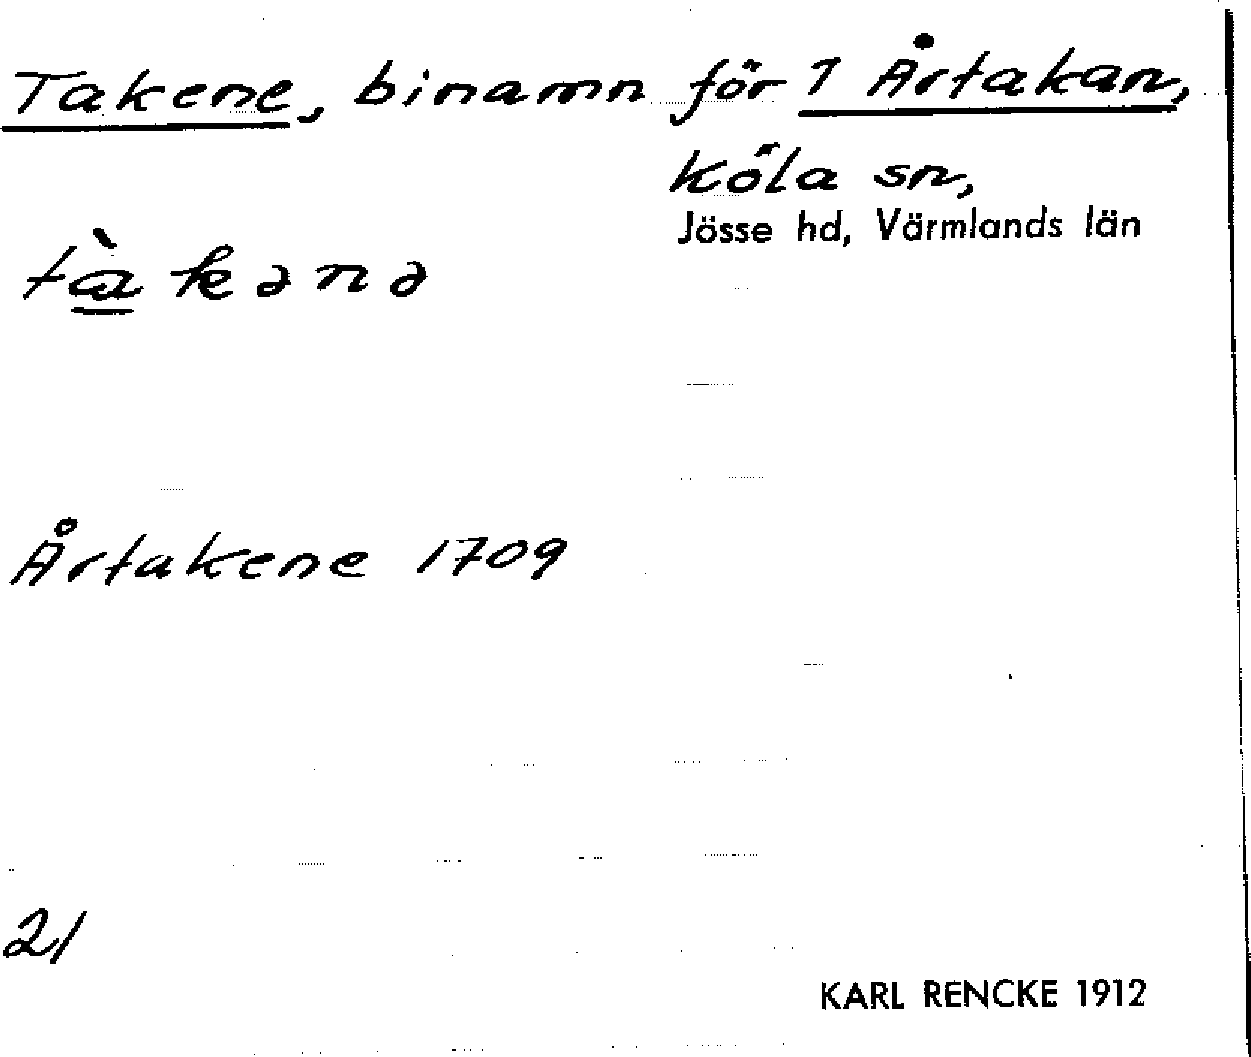 Takene, binamn för 1 Årtakan,
Köla sn,
Jösse hd, Värmlands län
tàkənə
Årtakene 1709
21
KARL RENCKE 1912